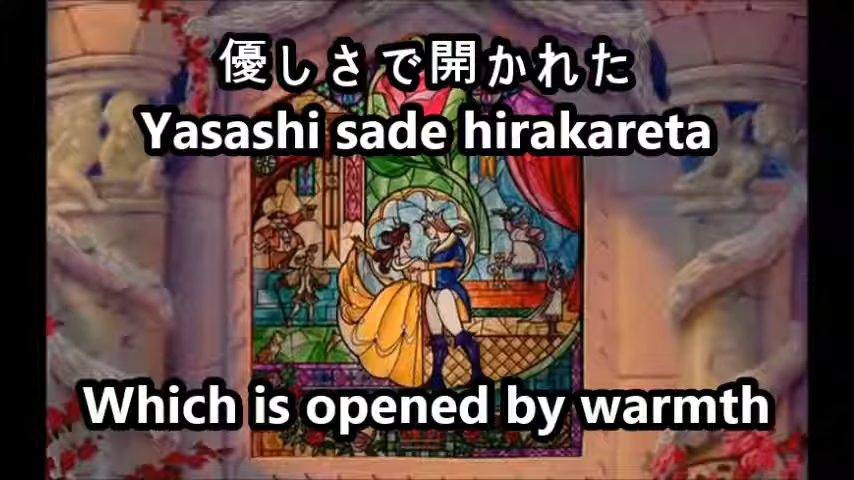 優しさで開かれた
Yasashi sade hirakareta
Which is opened by warmth